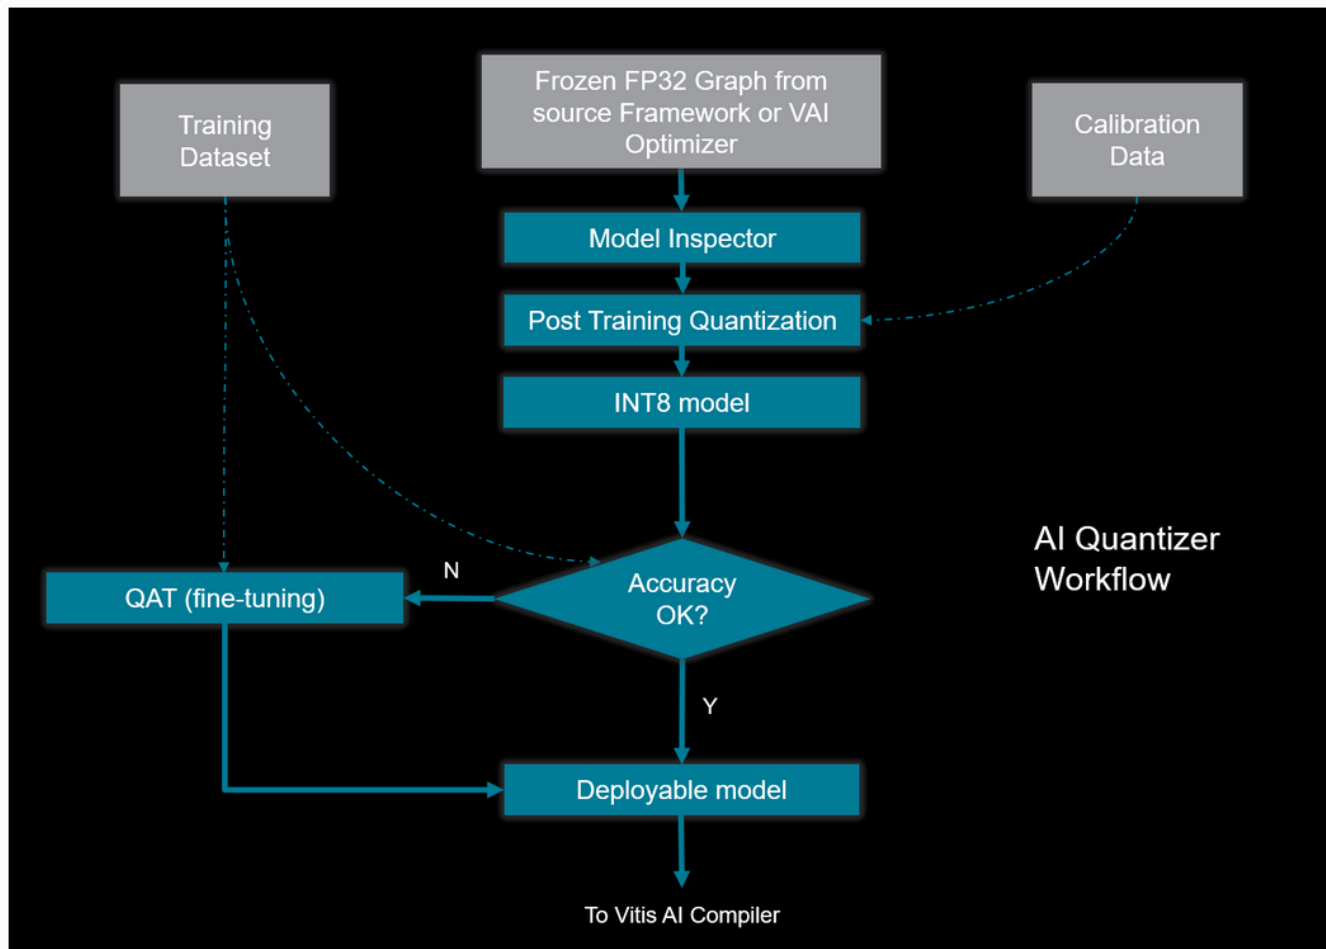 Frozen FP32 Graph from
source Framework or VAI
Optimizer
Training
Dataset
Calibration
Data
Model Inspector
Post Training Quantization
INT8 model
AI Quantizer
Workflow
Accuracy
OK?
N
QAT (fine-tuning)
Y
Deployable model
To Vitis AI Compiler